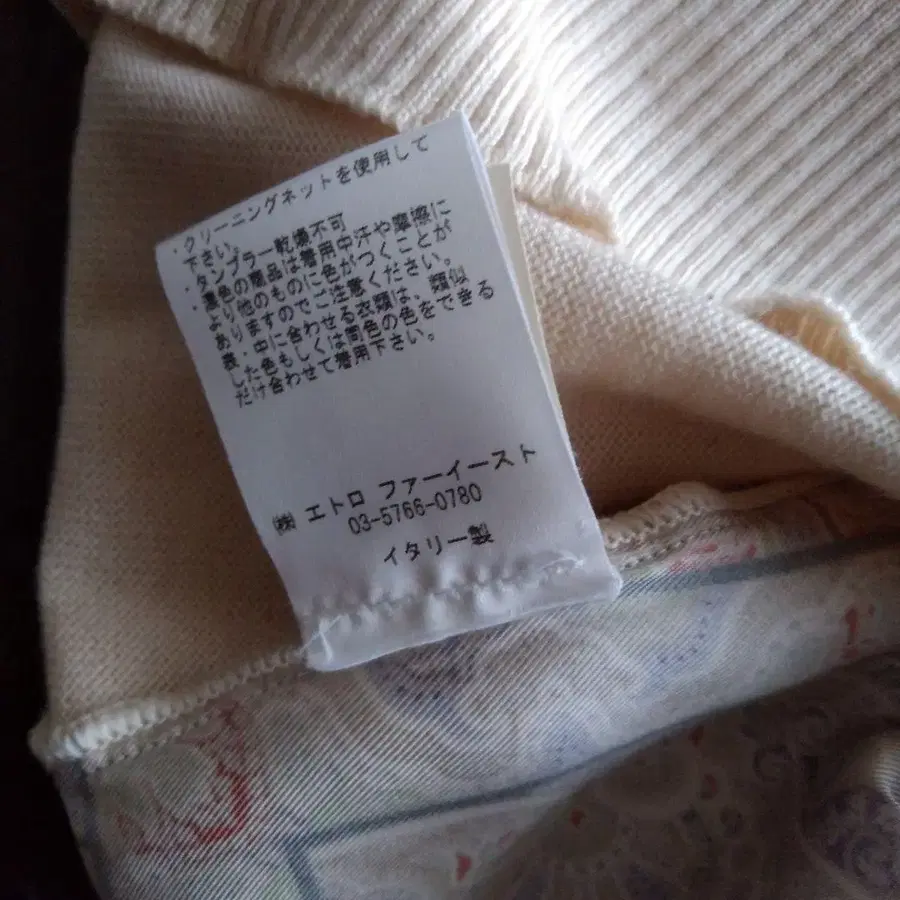 ・クリーニングネットを使用して
下さい。
・タンブラー乾燥不可
・濃色の商品は着用中汗や摩擦に
より他のものに色がつくことが
ありますのでご注意ください。
表・中に合わせる衣類は、類似
した色もしくは同色の色をできる
だけ合わせて着用下さい。
㈱ エトロ ファーイースト
03-5766-0780
イタリー製